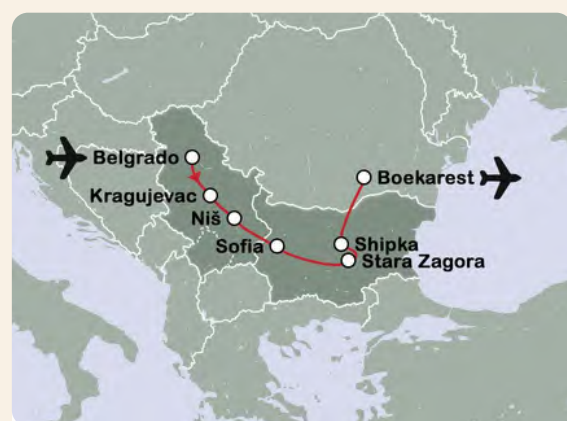 Belgrado
Kragujevac
Niš
Sofia
Boekarest
Shipka
Stara Zagora